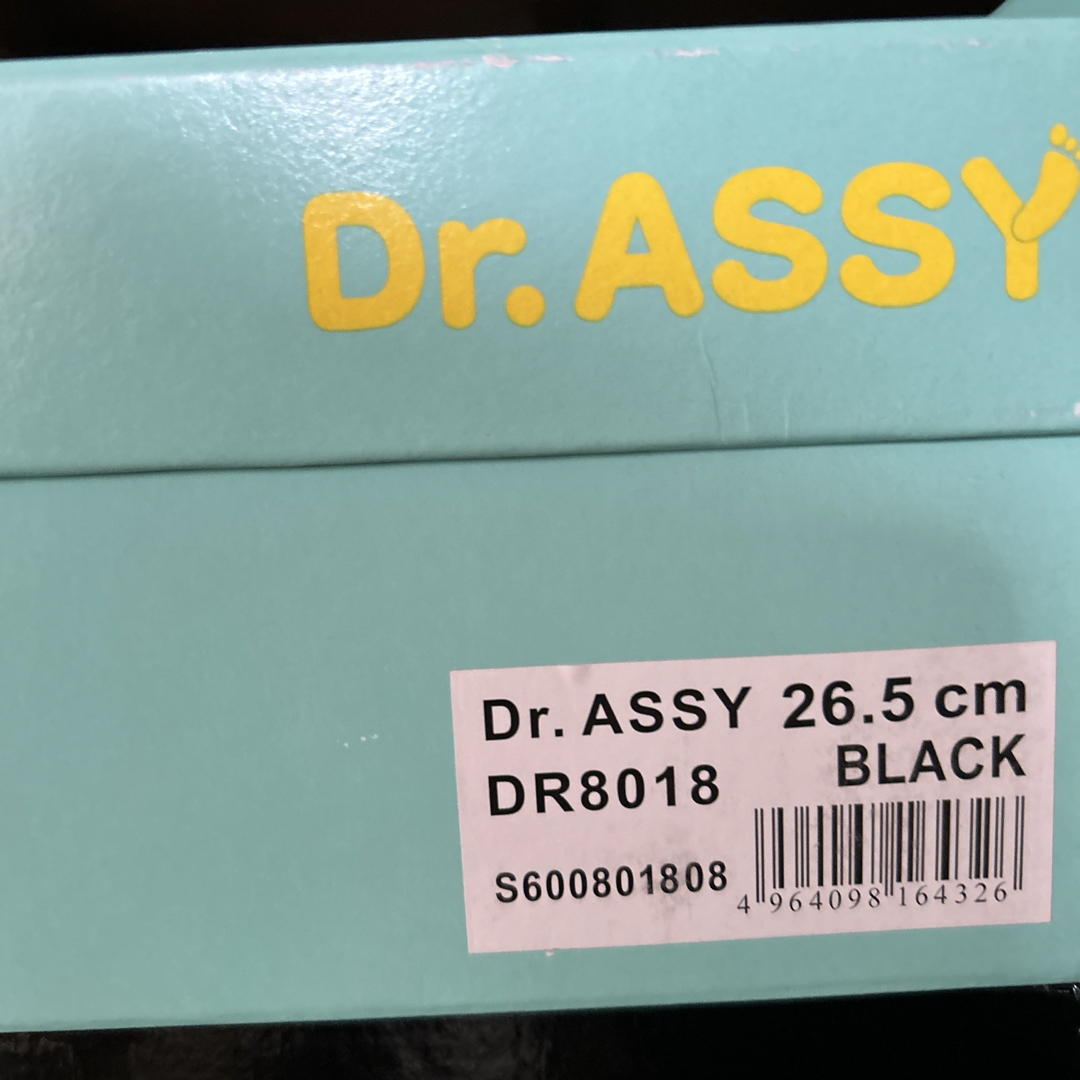 Dr. ASSY
Dr. ASSY 26.5 cm
DR8018 BLACK
S600801808
4 964098 164326